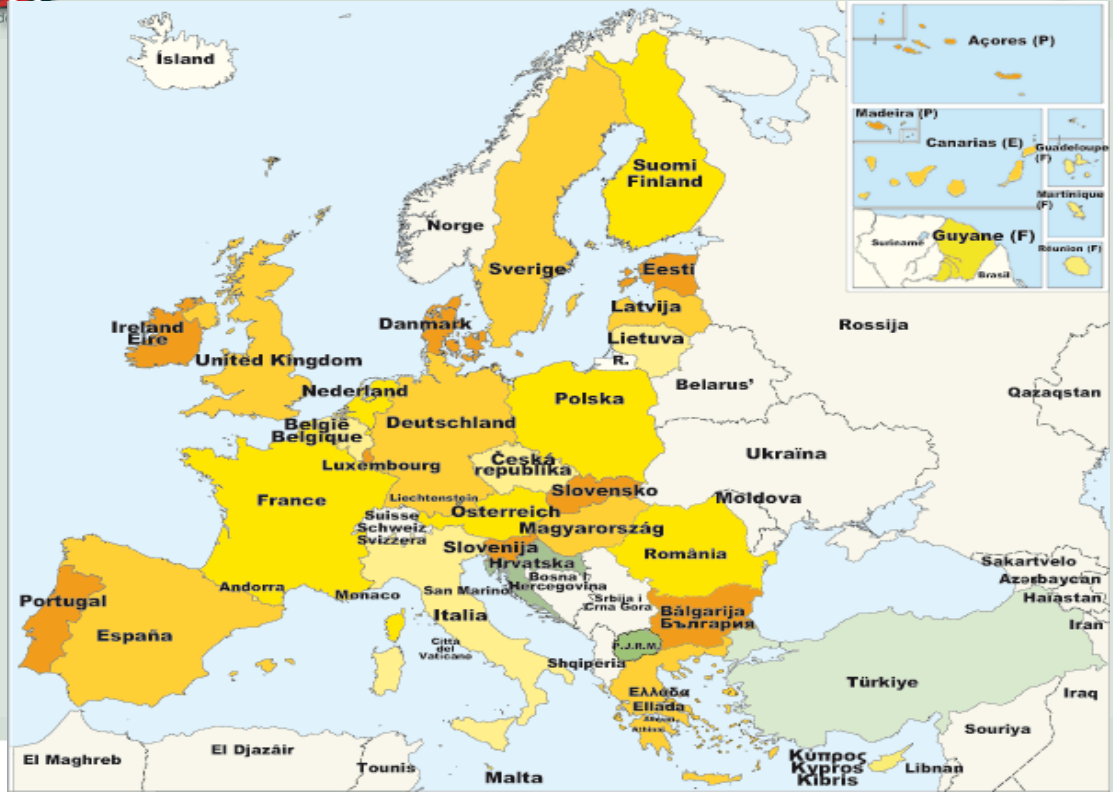 Ísland
Açores (P)
Madeira (P)
Canarias (E)
Guadeloupe
(F)
Martinique
(F)
Guyane (F)
Suriname
Brasil
Réunion (F)
Suomi
Finland
Norge
Sverige
Eesti
Latvija
Lietuva
R.
Rossija
Danmark
Ireland
Eire
United Kingdom
Nederland
Belarus'
Qazaqstan
België
Belgique
Deutschland
Polska
Luxembourg
Česká
republika
Ukraïna
France
Liechtenstein
Slovensko
Moldova
Suisse
Schweiz
Svizzera
Österreich
Magyarország
România
Slovenija
Hrvatska
Bosna i
Hercegovina
Srbija i
Crna Gora
Sakartvelo
Azərbaycan
Haïastan
Iran
Portugal
España
Andorra
Monaco
San Marino
Italia
Città
del
Vaticano
Bălgarija
България
P.J.R.M.
Shqipëria
Türkiye
Iraq
Ελλάδα
Ellada
Athinai
Souriya
El Maghreb
El Djazâir
Tounis
Malta
Κύπρος
Kypros
Kibris
Libnan